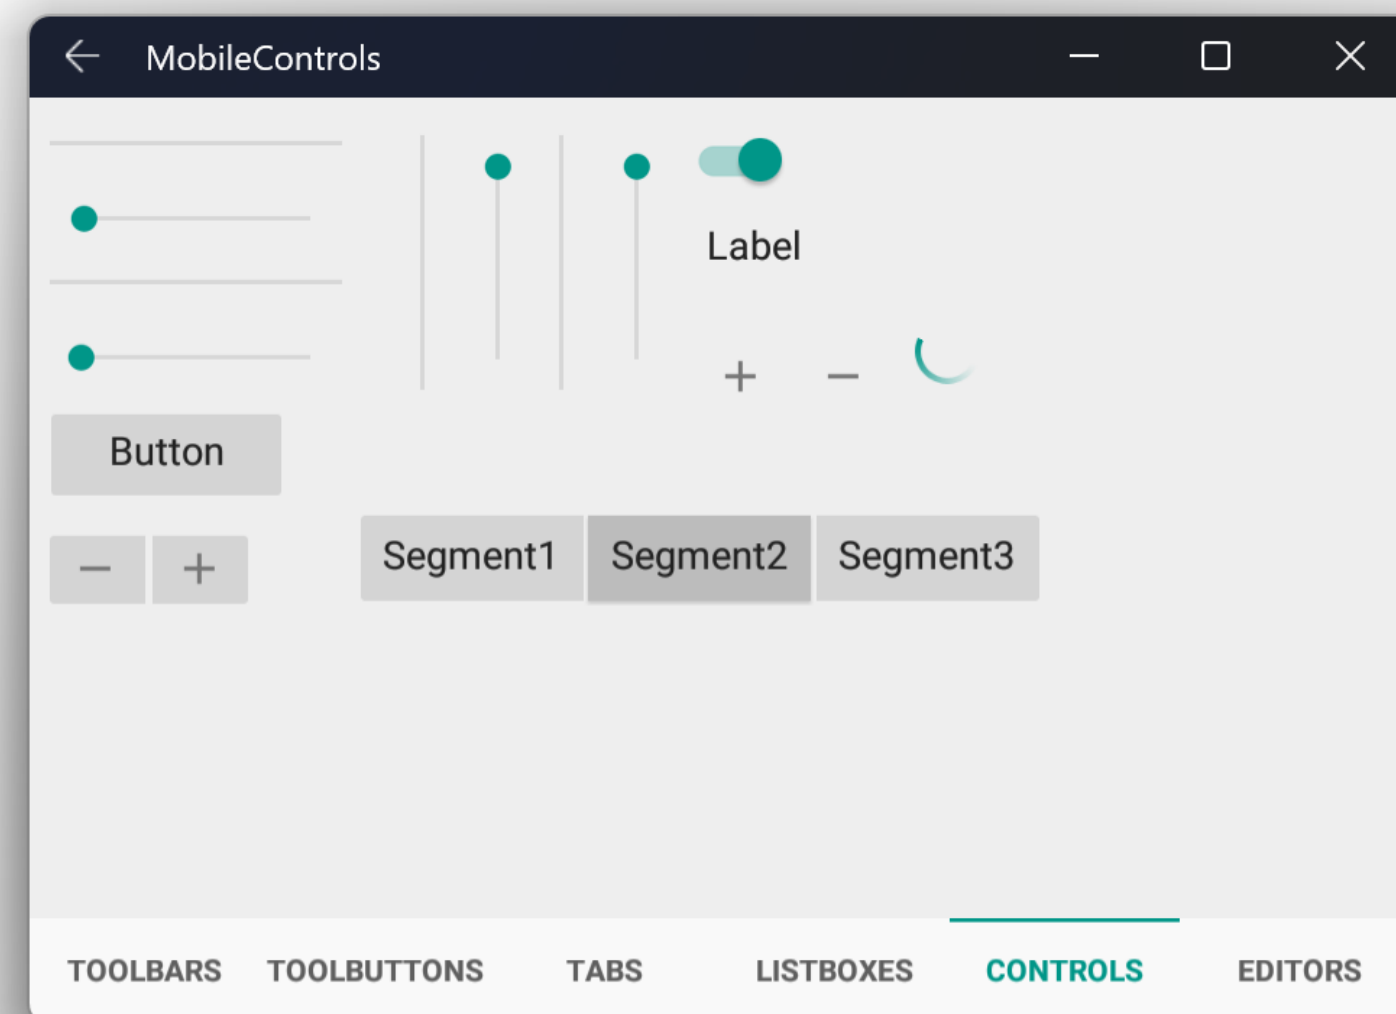 MobileControls
Label
+ −
Button
− +
Segment1 Segment2 Segment3
TOOLBARS TOOLBUTTONS TABS LISTBOXES CONTROLS EDITORS